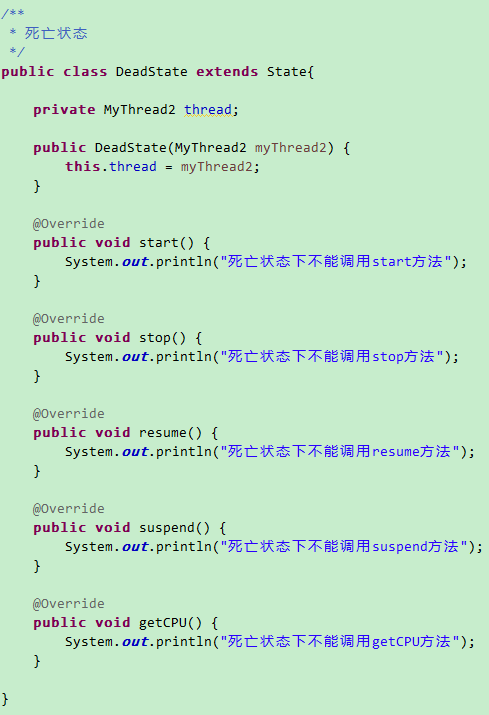 /**
 * 死亡状态
 */
public class DeadState extends State{
    private MyThread2 thread;
    public DeadState(MyThread2 myThread2) {
        this.thread = myThread2;
    }
    @Override
    public void start() {
        System.out.println("死亡状态下不能调用start方法");
    }
    @Override
    public void stop() {
        System.out.println("死亡状态下不能调用stop方法");
    }
    @Override
    public void resume() {
        System.out.println("死亡状态下不能调用resume方法");
    }
    @Override
    public void suspend() {
        System.out.println("死亡状态下不能调用suspend方法");
    }
    @Override
    public void getCPU() {
        System.out.println("死亡状态下不能调用getCPU方法");
    }
}